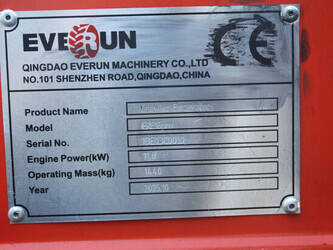 EVERUN
CE
QINGDAO EVERUN MACHINERY CO.,LTD
NO.101 SHENZHEN ROAD,QINGDAO,CHINA
Product Name
Model
Serial No.
Engine Power(kW)
Operating Mass(kg) 1440
Year